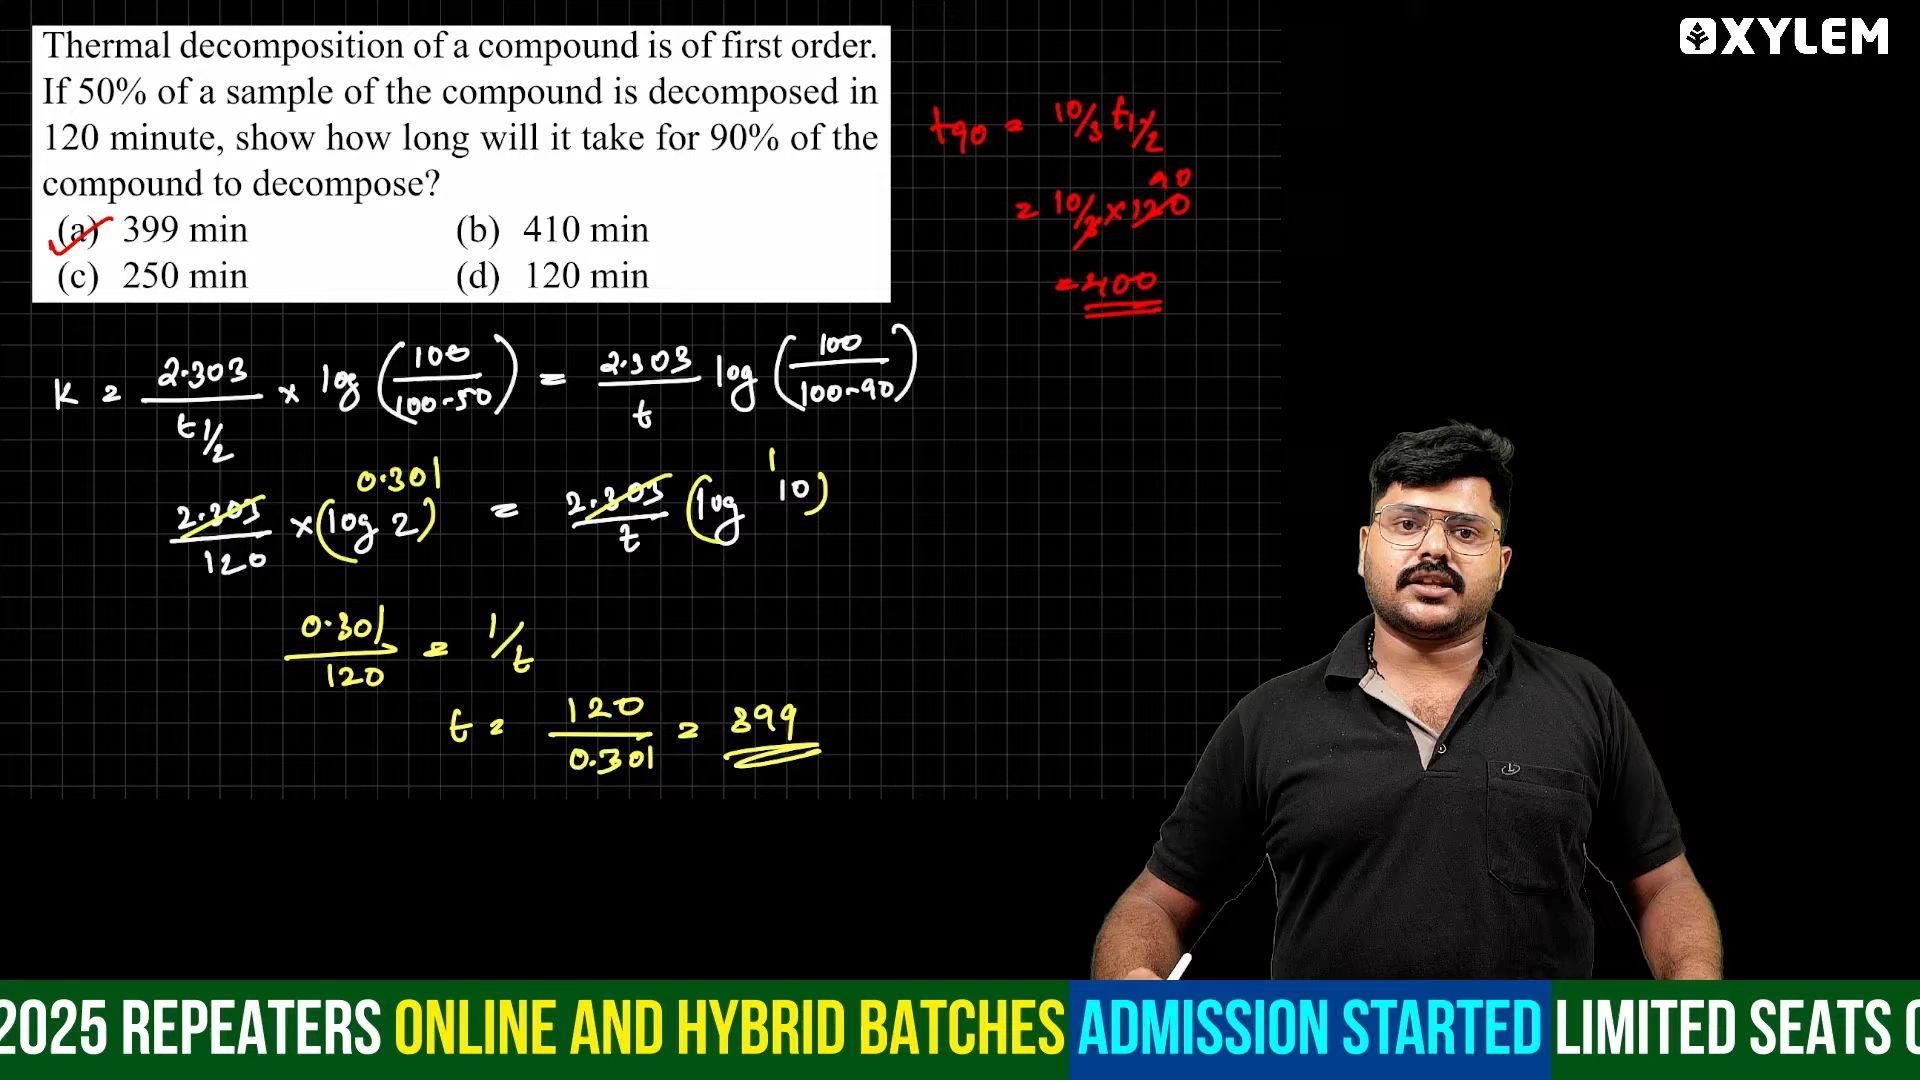 XYLEM
Thermal decomposition of a compound is of first order.
If 50% of a sample of the compound is decomposed in
120 minute, show how long will it take for 90% of the
compound to decompose?
(a) 399 min (b) 410 min
(c) 250 min (d) 120 min
t90 = 10/3 t1/2
= 10/3 × 120 40
= 400
K = 2.303/t1/2 × log (100/100-50) = 2.303/t log (100/100-90)
2.303/120 × (log 2) 0.301 = 2.303/t (log 10) 1
0.301/120 = 1/t
t = 120/0.301 = 399
2025 REPEATERS ONLINE AND HYBRID BATCHES ADMISSION STARTED LIMITED SEATS